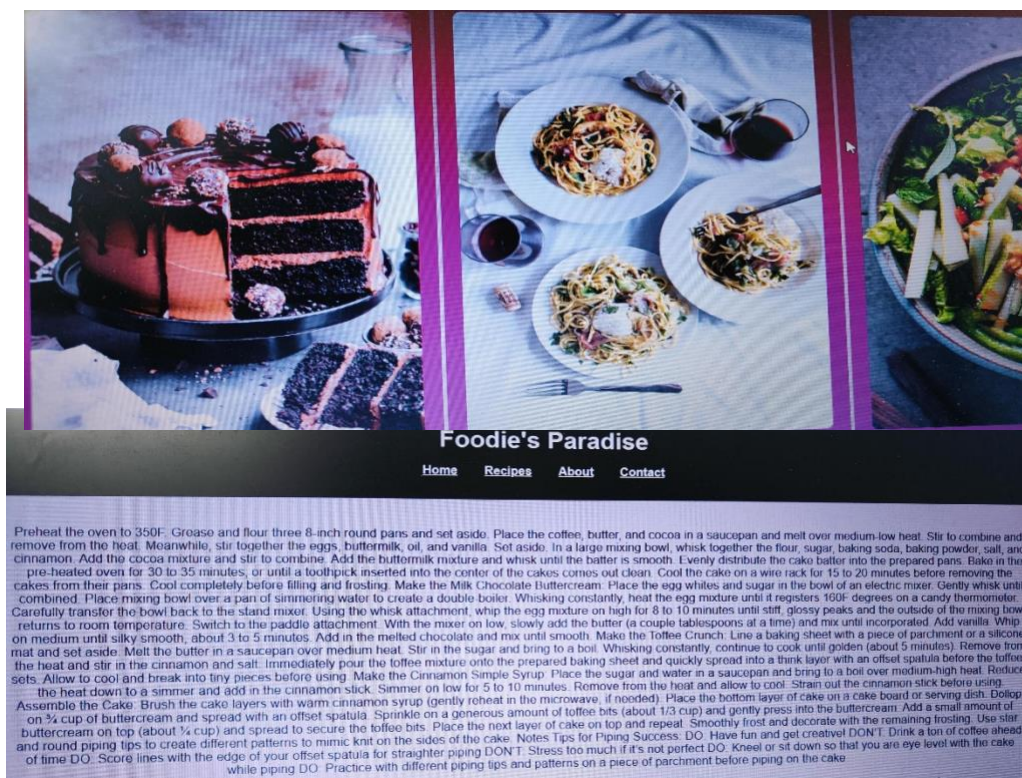 Foodie's Paradise
Home Recipes About Contact
Preheat the oven to 350F. Grease and flour three 8-inch round pans and set aside. Place the coffee, butter, and cocoa in a saucepan and melt over medium-low heat. Stir to combine and
remove from the heat. Meanwhile, stir together the eggs, buttermilk, oil, and vanilla. Set aside. In a large mixing bowl, whisk together the flour, sugar, baking soda, baking powder, salt, and
cinnamon. Add the cocoa mixture and stir to combine. Add the buttermilk mixture and whisk until the batter is smooth. Evenly distribute the cake batter into the prepared pans. Bake in the
pre-heated oven for 30 to 35 minutes, or until a toothpick inserted into the center of the cakes comes out clean. Cool the cake on a wire rack for 15 to 20 minutes before removing the
cakes from their pans. Cool completely before filling and frosting. Make the Milk Chocolate Buttercream: Place the egg whites and sugar in the bowl of an electric mixer. Gently whisk until
combined. Place mixing bowl over a pan of simmering water to create a double boiler. Whisking constantly, heat the egg mixture until it registers 160F degrees on a candy thermometer.
Carefully transfer the bowl back to the stand mixer. Using the whisk attachment, whip the egg mixture on high for 8 to 10 minutes until stiff, glossy peaks and the outside of the mixing bowl
returns to room temperature. Switch to the paddle attachment. With the mixer on low, slowly add the butter (a couple tablespoons at a time) and mix until incorporated. Add vanilla. Whip
on medium until silky smooth, about 3 to 5 minutes. Add in the melted chocolate and mix until smooth. Make the Toffee Crunch: Line a baking sheet with a piece of parchment or a silicone
mat and set aside. Melt the butter in a saucepan over medium heat. Stir in the sugar and bring to a boil. Whisking constantly, continue to cook until golden (about 5 minutes). Remove from
the heat and stir in the cinnamon and salt. Immediately pour the toffee mixture onto the prepared baking sheet and quickly spread into a think layer with an offset spatula before the toffee
sets. Allow to cool and break into tiny pieces before using. Make the Cinnamon Simple Syrup: Place the sugar and water in a saucepan and bring to a boil over medium-high heat. Reduce
the heat down to a simmer and add in the cinnamon stick. Simmer on low for 5 to 10 minutes. Remove from the heat and allow to cool. Strain out the cinnamon stick before using.
Assemble the Cake: Brush the cake layers with warm cinnamon syrup (gently reheat in the microwave, if needed). Place the bottom layer of cake on a cake board or serving dish. Dollop
on ¾ cup of buttercream and spread with an offset spatula. Sprinkle on a generous amount of toffee bits (about 1/3 cup) and gently press into the buttercream. Add a small amount of
buttercream on top (about ¼ cup) and spread to secure the toffee bits. Place the next layer of cake on top and repeat. Smoothly frost and decorate with the remaining frosting. Use star
and round piping tips to create different patterns to mimic knit on the sides of the cake. Notes Tips for Piping Success: DO: Have fun and get creative! DON'T: Drink a ton of coffee ahead
of time DO: Score lines with the edge of your offset spatula for straighter piping DON'T: Stress too much if it's not perfect DO: Kneel or sit down so that you are eye level with the cake
while piping DO: Practice with different piping tips and patterns on a piece of parchment before piping on the cake